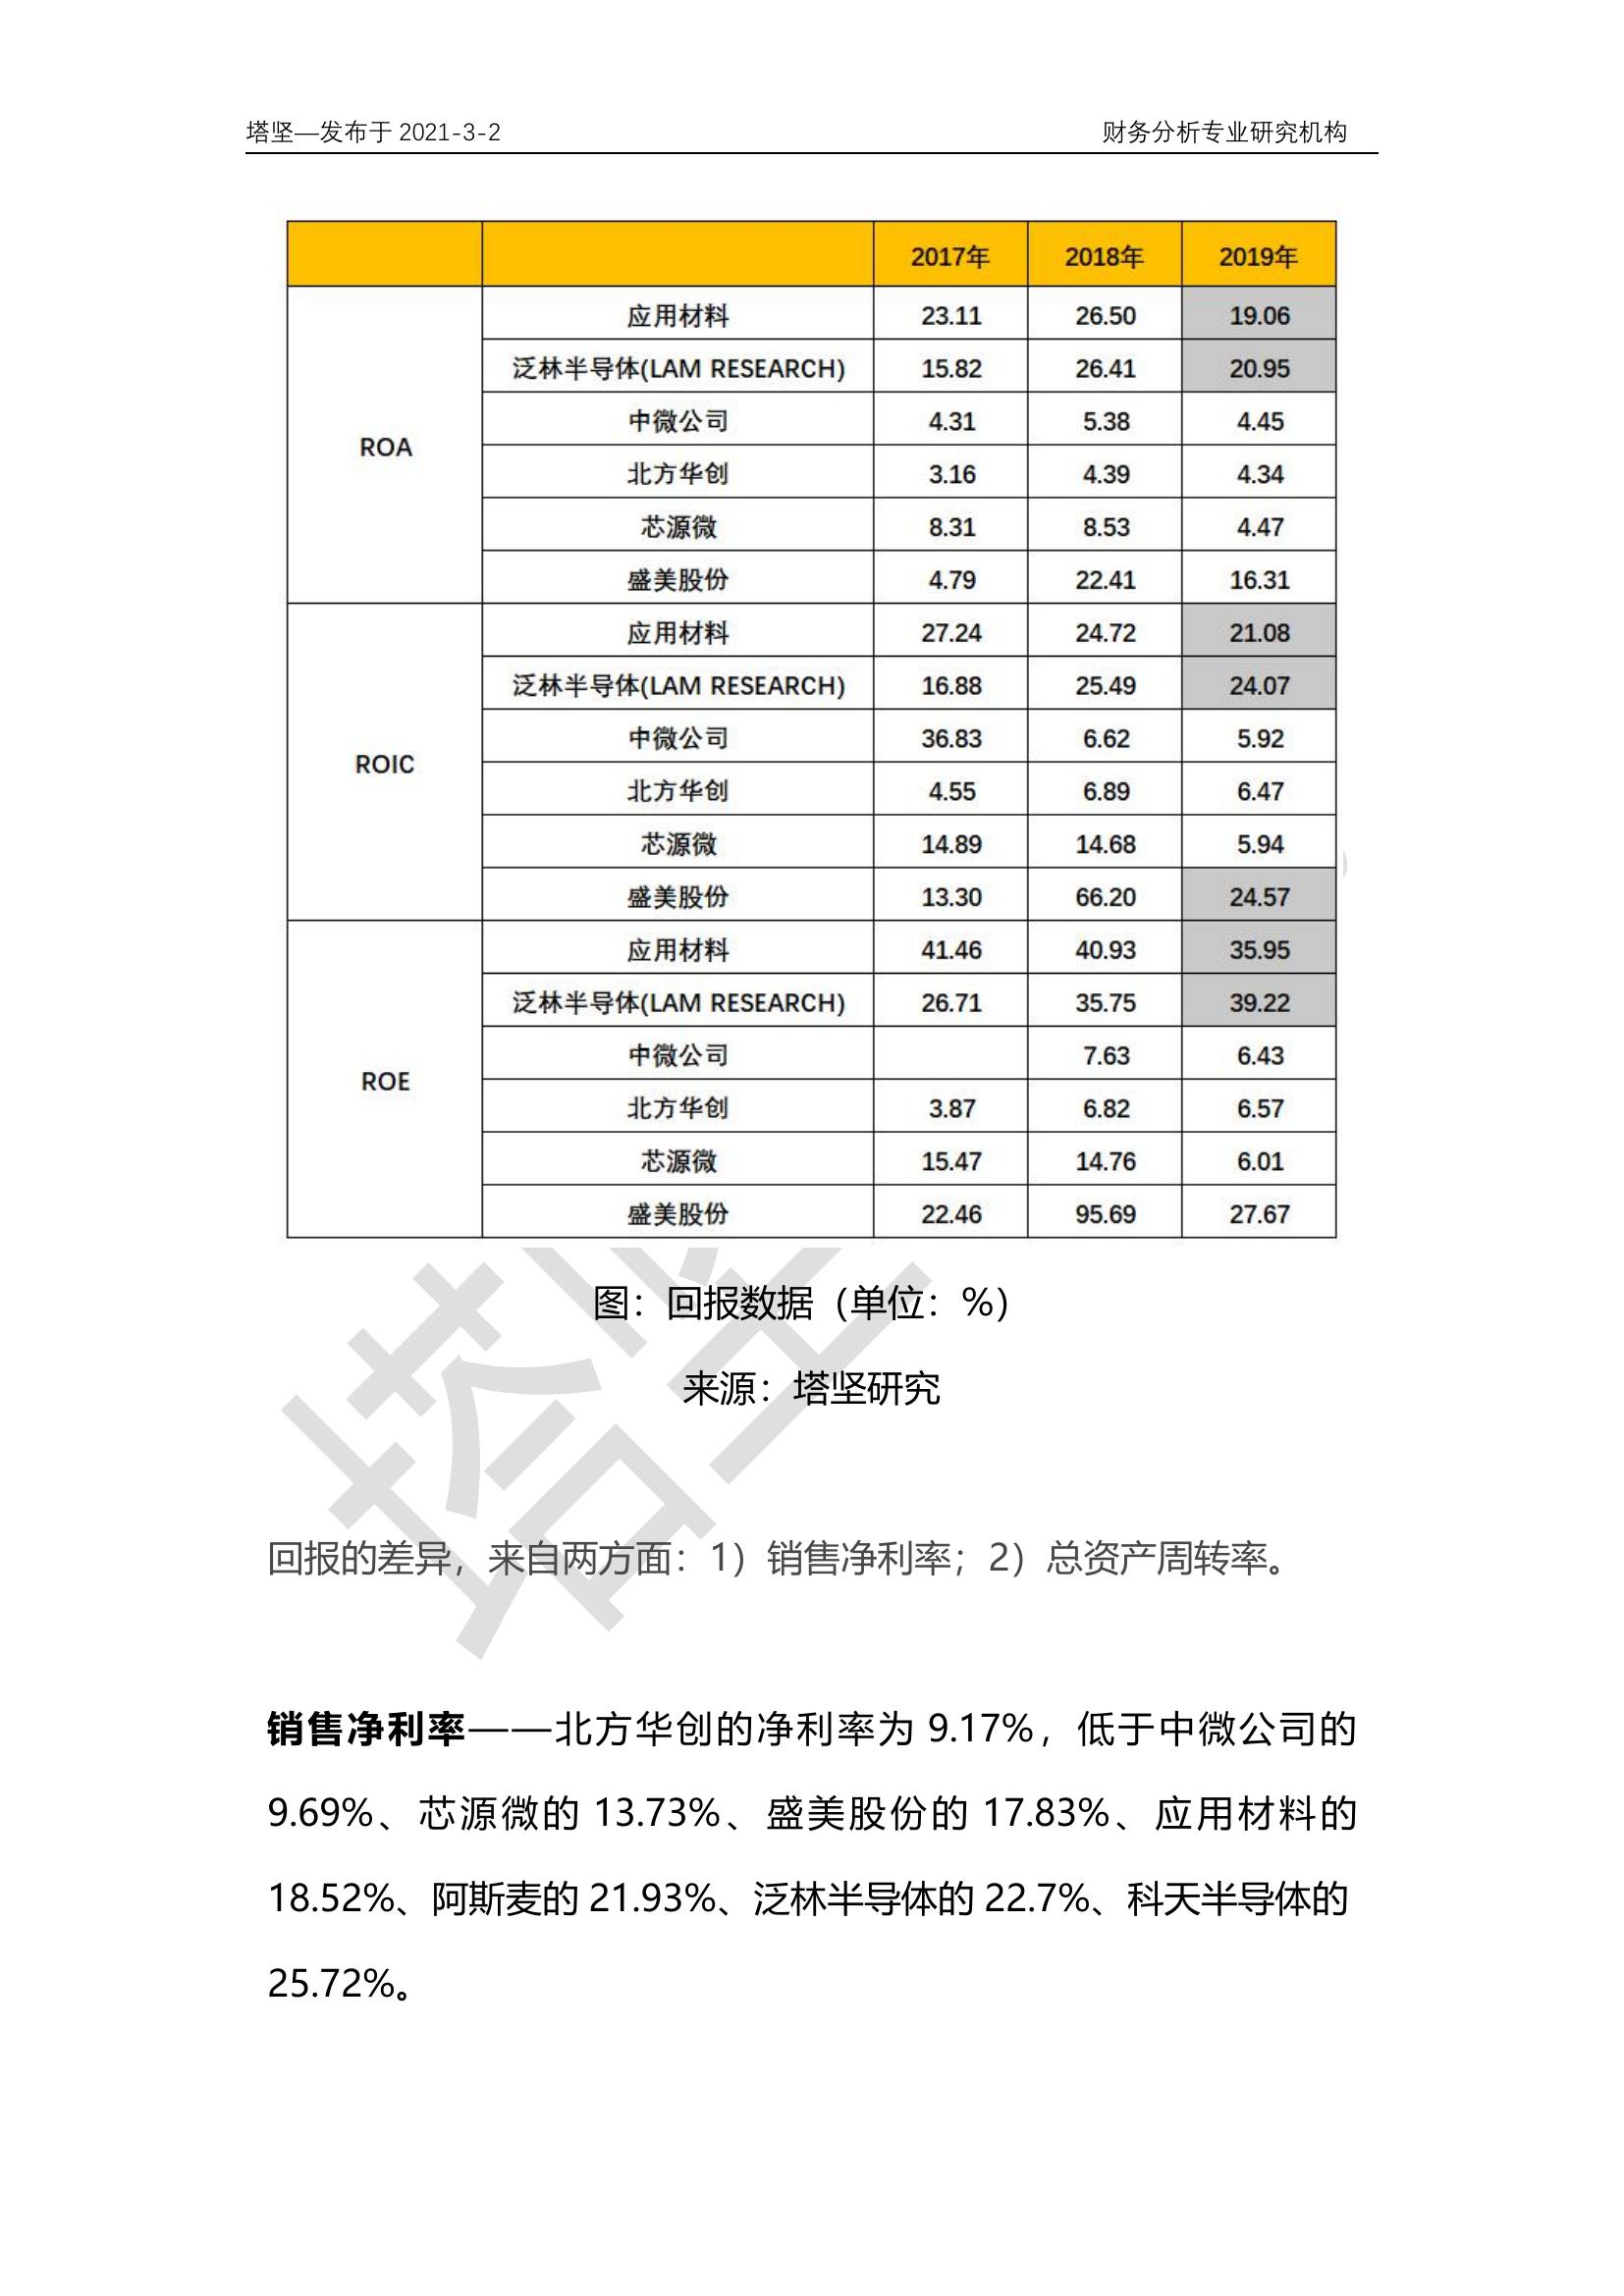 塔坚—发布于 2021-3-2 财务分析专业研究机构
2017年 2018年 2019年
ROA
应用材料 23.11 26.50 19.06
泛林半导体(LAM RESEARCH) 15.82 26.41 20.95
中微公司 4.31 5.38 4.45
北方华创 3.16 4.39 4.34
芯源微 8.31 8.53 4.47
盛美股份 4.79 22.41 16.31
ROIC
应用材料 27.24 24.72 21.08
泛林半导体(LAM RESEARCH) 16.88 25.49 24.07
中微公司 36.83 6.62 5.92
北方华创 4.55 6.89 6.47
芯源微 14.89 14.68 5.94
盛美股份 13.30 66.20 24.57
ROE
应用材料 41.46 40.93 35.95
泛林半导体(LAM RESEARCH) 26.71 35.75 39.22
中微公司 7.63 6.43
北方华创 3.87 6.82 6.57
芯源微 15.47 14.76 6.01
盛美股份 22.46 95.69 27.67
图：回报数据（单位：%）
来源：塔坚研究
回报的差异，来自两方面：1）销售净利率；2）总资产周转率。
销售净利率——北方华创的净利率为 9.17%，低于中微公司的
9.69%、芯源微的 13.73%、盛美股份的 17.83%、应用材料的
18.52%、阿斯麦的 21.93%、泛林半导体的 22.7%、科天半导体的
25.72%。